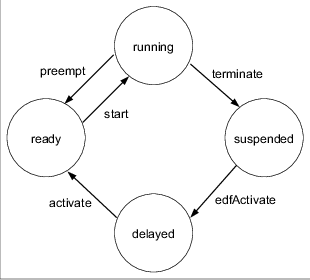 running
preempt
terminate
start
ready
suspended
activate
edfActivate
delayed